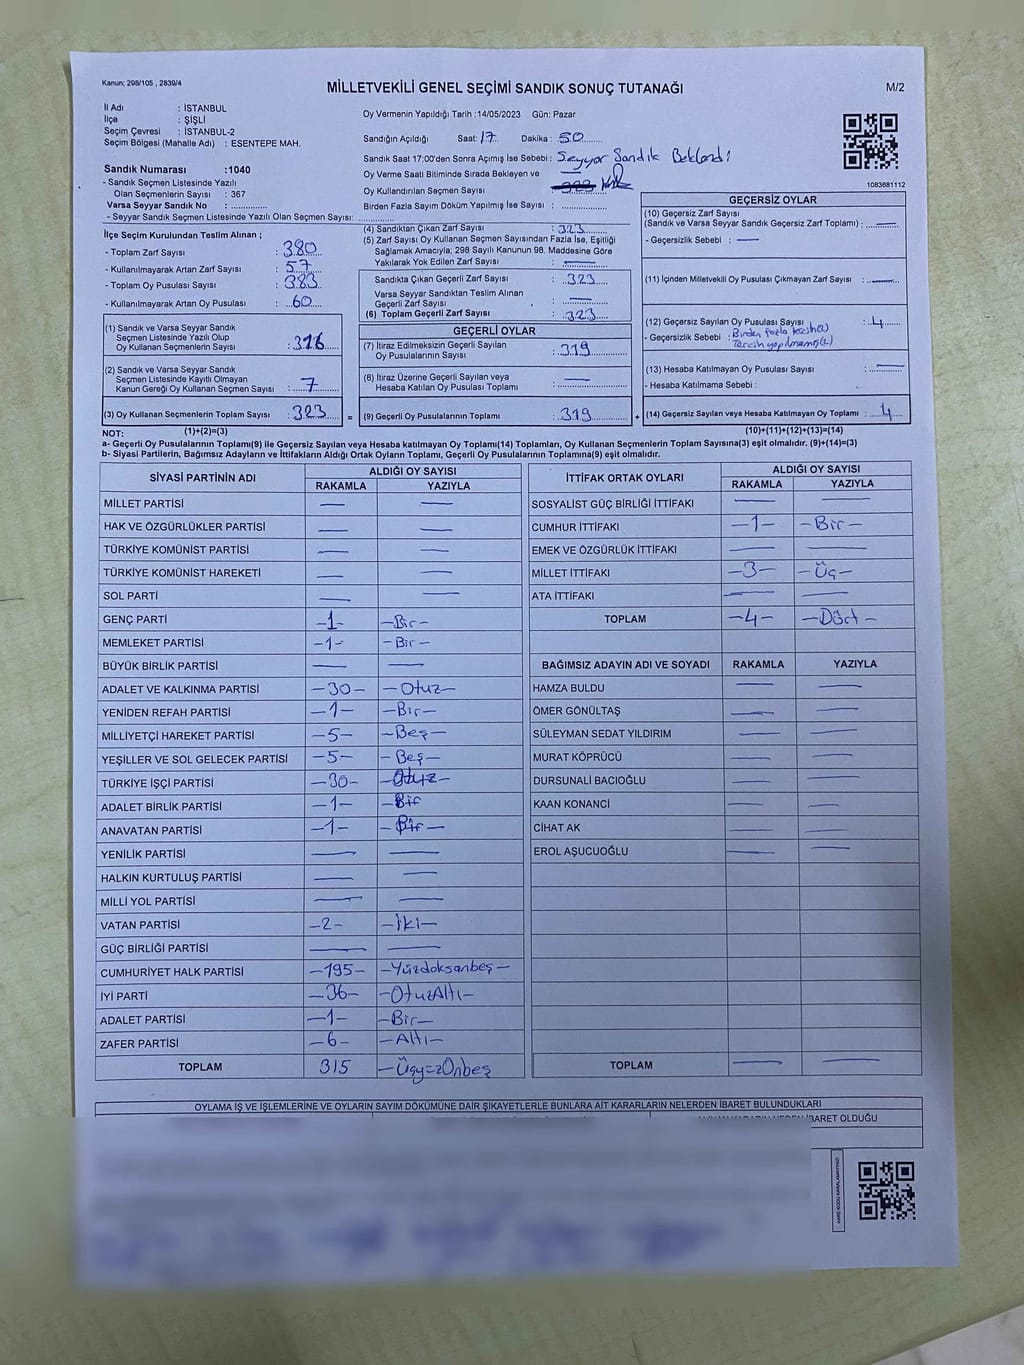 Kanun; 298/105 , 2839/4
MİLLETVEKİLİ GENEL SEÇİMİ SANDIK SONUÇ TUTANAĞI
M/2
İl Adı : İSTANBUL
İlçe : ŞİŞLİ
Seçim Çevresi : İSTANBUL-2
Seçim Bölgesi (Mahalle Adı) : ESENTEPE MAH.
Sandık Numarası :1040
- Sandık Seçmen Listesinde Yazılı
Olan Seçmenlerin Sayısı : 367
Varsa Seyyar Sandık No :
- Seyyar Sandık Seçmen Listesinde Yazılı Olan Seçmen Sayısı:
Oy Vermenin Yapıldığı Tarih :14/05/2023 Gün: Pazar
Sandığın Açıldığı Saat: 17 Dakika : 50
Sandık Saat 17:00'den Sonra Açımış İse Sebebi : Seyyar Sandık Beklendi
Oy Verme Saati Bitiminde Sırada Bekleyen ve
Oy Kullandırılan Seçmen Sayısı :
Birden Fazla Sayım Döküm Yapılmış İse Sayısı :
1083681112
İlçe Seçim Kurulundan Teslim Alınan ;
- Toplam Zarf Sayısı : 380
- Kullanılmayarak Artan Zarf Sayısı : 57
- Toplam Oy Pusulası Sayısı : 383
- Kullanılmayarak Artan Oy Pusulası : 60
(1) Sandık ve Varsa Seyyar Sandık
Seçmen Listesinde Yazılı Olup
Oy Kullanan Seçmenlerin Sayısı : 316
(2) Sandık ve Varsa Seyyar Sandık
Seçmen Listesinde Kayıtlı Olmayan
Kanun Gereği Oy Kullanan Seçmen Sayısı : 7
(3) Oy Kullanan Seçmenlerin Toplam Sayısı : 323 =
(4) Sandıktan Çıkan Zarf Sayısı : 323
(5) Zarf Sayısı Oy Kullanan Seçmen Sayısından Fazla İse, Eşitliği
Sağlamak Amacıyla; 298 Sayılı Kanunun 98. Maddesine Göre
Yakılarak Yok Edilen Zarf Sayısı : —
Sandıkta Çıkan Geçerli Zarf Sayısı : 323
Varsa Seyyar Sandıktan Teslim Alınan
Geçerli Zarf Sayısı : —
(6) Toplam Geçerli Zarf Sayısı : 323
GEÇERLİ OYLAR
(7) İtiraz Edilmeksizin Geçerli Sayılan
Oy Pusulalarının Sayısı : 319
(8) İtiraz Üzerine Geçerli Sayılan veya
Hesaba Katılan Oy Pusulası Toplamı : —
(9) Geçerli Oy Pusulalarının Toplamı : 319 +
GEÇERSİZ OYLAR
(10) Geçersiz Zarf Sayısı
(Sandık ve Varsa Seyyar Sandık Geçersiz Zarf Toplamı) : —
- Geçersizlik Sebebi : —
(11) İçinden Milletvekili Oy Pusulası Çıkmayan Zarf Sayısı : —
(12) Geçersiz Sayılan Oy Pusulası Sayısı : 4
- Geçersizlik Sebebi : Birden fazla tercih
Tercih yapılmamış
(13) Hesaba Katılmayan Oy Pusulası Sayısı : —
- Hesaba Katılmama Sebebi :
(14) Geçersiz Sayılan veya Hesaba Katılmayan Oy Toplamı : 4
NOT: (1)+(2)=(3) (10)+(11)+(12)+(13)=(14)
a- Geçerli Oy Pusulalarının Toplamı(9) ile Geçersiz Sayılan veya Hesaba Katılmayan Oy Toplamı(14) Toplamları, Oy Kullanan Seçmenlerin Toplam Sayısına(3) eşit olmalıdır. (9)+(14)=(3)
b- Siyasi Partilerin, Bağımsız Adayların ve İttifakların Aldığı Ortak Oyların Toplamı, Geçerli Oy Pusulalarının Toplamına(9) eşit olmalıdır.
SİYASİ PARTİNİN ADI ALDIĞI OY SAYISI
RAKAMLA YAZIYLA
MİLLET PARTİSİ — —
HAK VE ÖZGÜRLÜKLER PARTİSİ — —
TÜRKİYE KOMÜNİST PARTİSİ — —
TÜRKİYE KOMÜNİST HAREKETİ — —
SOL PARTİ — —
GENÇ PARTİ -1- -Bir-
MEMLEKET PARTİSİ -1- -Bir-
BÜYÜK BİRLİK PARTİSİ — —
ADALET VE KALKINMA PARTİSİ -30- -Otuz-
YENİDEN REFAH PARTİSİ -1- -Bir-
MİLLİYETÇİ HAREKET PARTİSİ -5- -Beş-
YEŞİLLER VE SOL GELECEK PARTİSİ -5- -Beş-
TÜRKİYE İŞÇİ PARTİSİ -30- -Otuz-
ADALET BİRLİK PARTİSİ -1- -Bir
ANAVATAN PARTİSİ -1- -Bir-
YENİLİK PARTİSİ — —
HALKIN KURTULUŞ PARTİSİ — —
MİLLİ YOL PARTİSİ — —
VATAN PARTİSİ -2- -İki-
GÜÇ BİRLİĞİ PARTİSİ — —
CUMHURİYET HALK PARTİSİ -195- -Yüzdoksanbeş-
İYİ PARTİ -36- -OtuzAltı-
ADALET PARTİSİ -1- -Bir-
ZAFER PARTİSİ -6- -Altı-
TOPLAM 315 -ÜçyüzOnbeş
İTTİFAK ORTAK OYLARI ALDIĞI OY SAYISI
RAKAMLA YAZIYLA
SOSYALİST GÜÇ BİRLİĞİ İTTİFAKI — —
CUMHUR İTTİFAKI -1- -Bir-
EMEK VE ÖZGÜRLÜK İTTİFAKI — —
MİLLET İTTİFAKI -3- -Üç-
ATA İTTİFAKI — —
TOPLAM -4- -Dört-
BAĞIMSIZ ADAYIN ADI VE SOYADI RAKAMLA YAZIYLA
HAMZA BULDU — —
ÖMER GÖNÜLTAŞ — —
SÜLEYMAN SEDAT YILDIRIM — —
MURAT KÖPRÜCÜ — —
DURSUNALİ BACIOĞLU — —
KAAN KONANCİ — —
CİHAT AK — —
EROL AŞUCUOĞLU — —
TOPLAM — —
OYLAMA İŞ VE İŞLEMLERİNE VE OYLARIN SAYIM DÖKÜMÜNE DAİR ŞİKAYETLERLE BUNLARA AİT KARARLARIN NELERDEN İBARET BULUNDUKLARI
İBARET OLDUĞU
KARE KODU KARALAMAYINIZ!